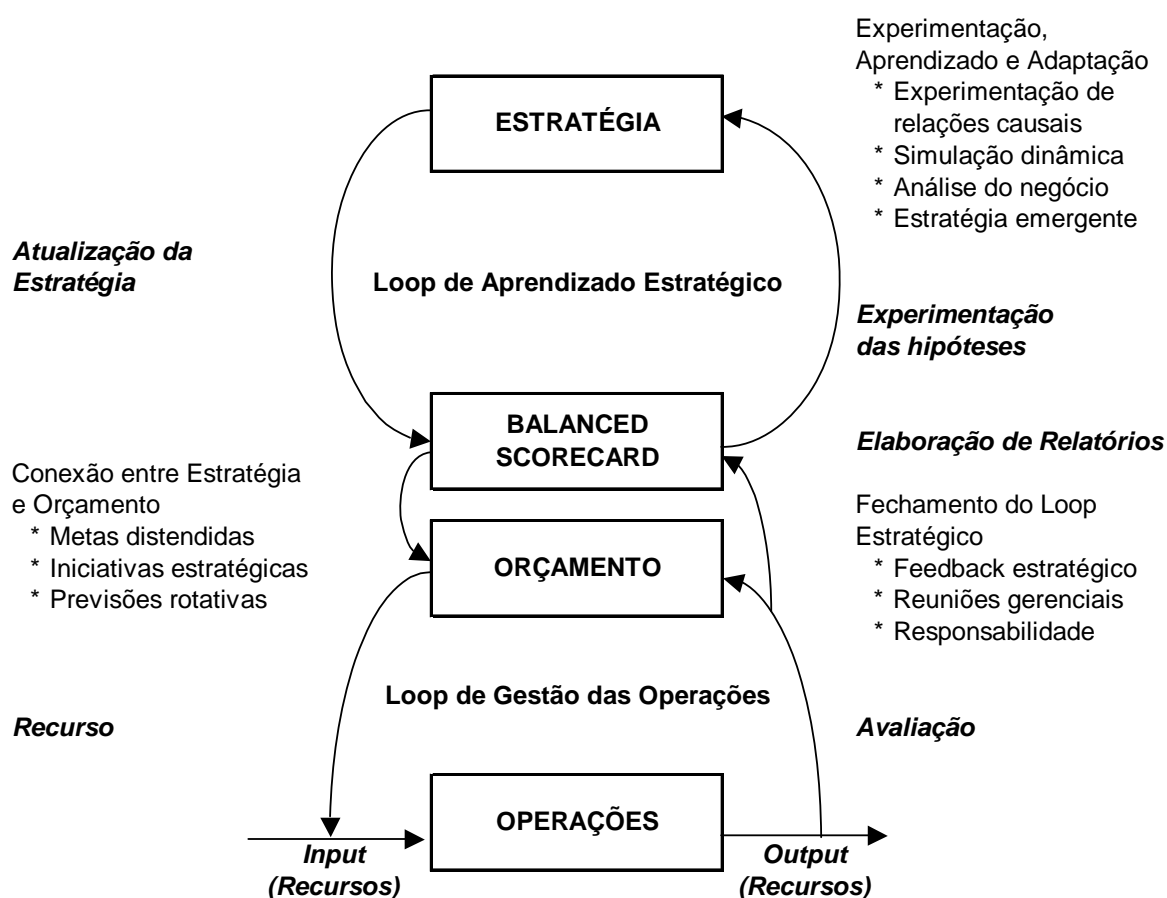 Experimentação,
Aprendizado e Adaptação
* Experimentação de
relações causais
* Simulação dinâmica
* Análise do negócio
* Estratégia emergente
ESTRATÉGIA
Atualização da
Estratégia
Loop de Aprendizado Estratégico
Experimentação
das hipóteses
BALANCED
SCORECARD
Elaboração de Relatórios
Conexão entre Estratégia
e Orçamento
* Metas distendidas
* Iniciativas estratégicas
* Previsões rotativas
ORÇAMENTO
Fechamento do Loop
Estratégico
* Feedback estratégico
* Reuniões gerenciais
* Responsabilidade
Loop de Gestão das Operações
Recurso
Avaliação
OPERAÇÕES
Input
(Recursos)
Output
(Recursos)